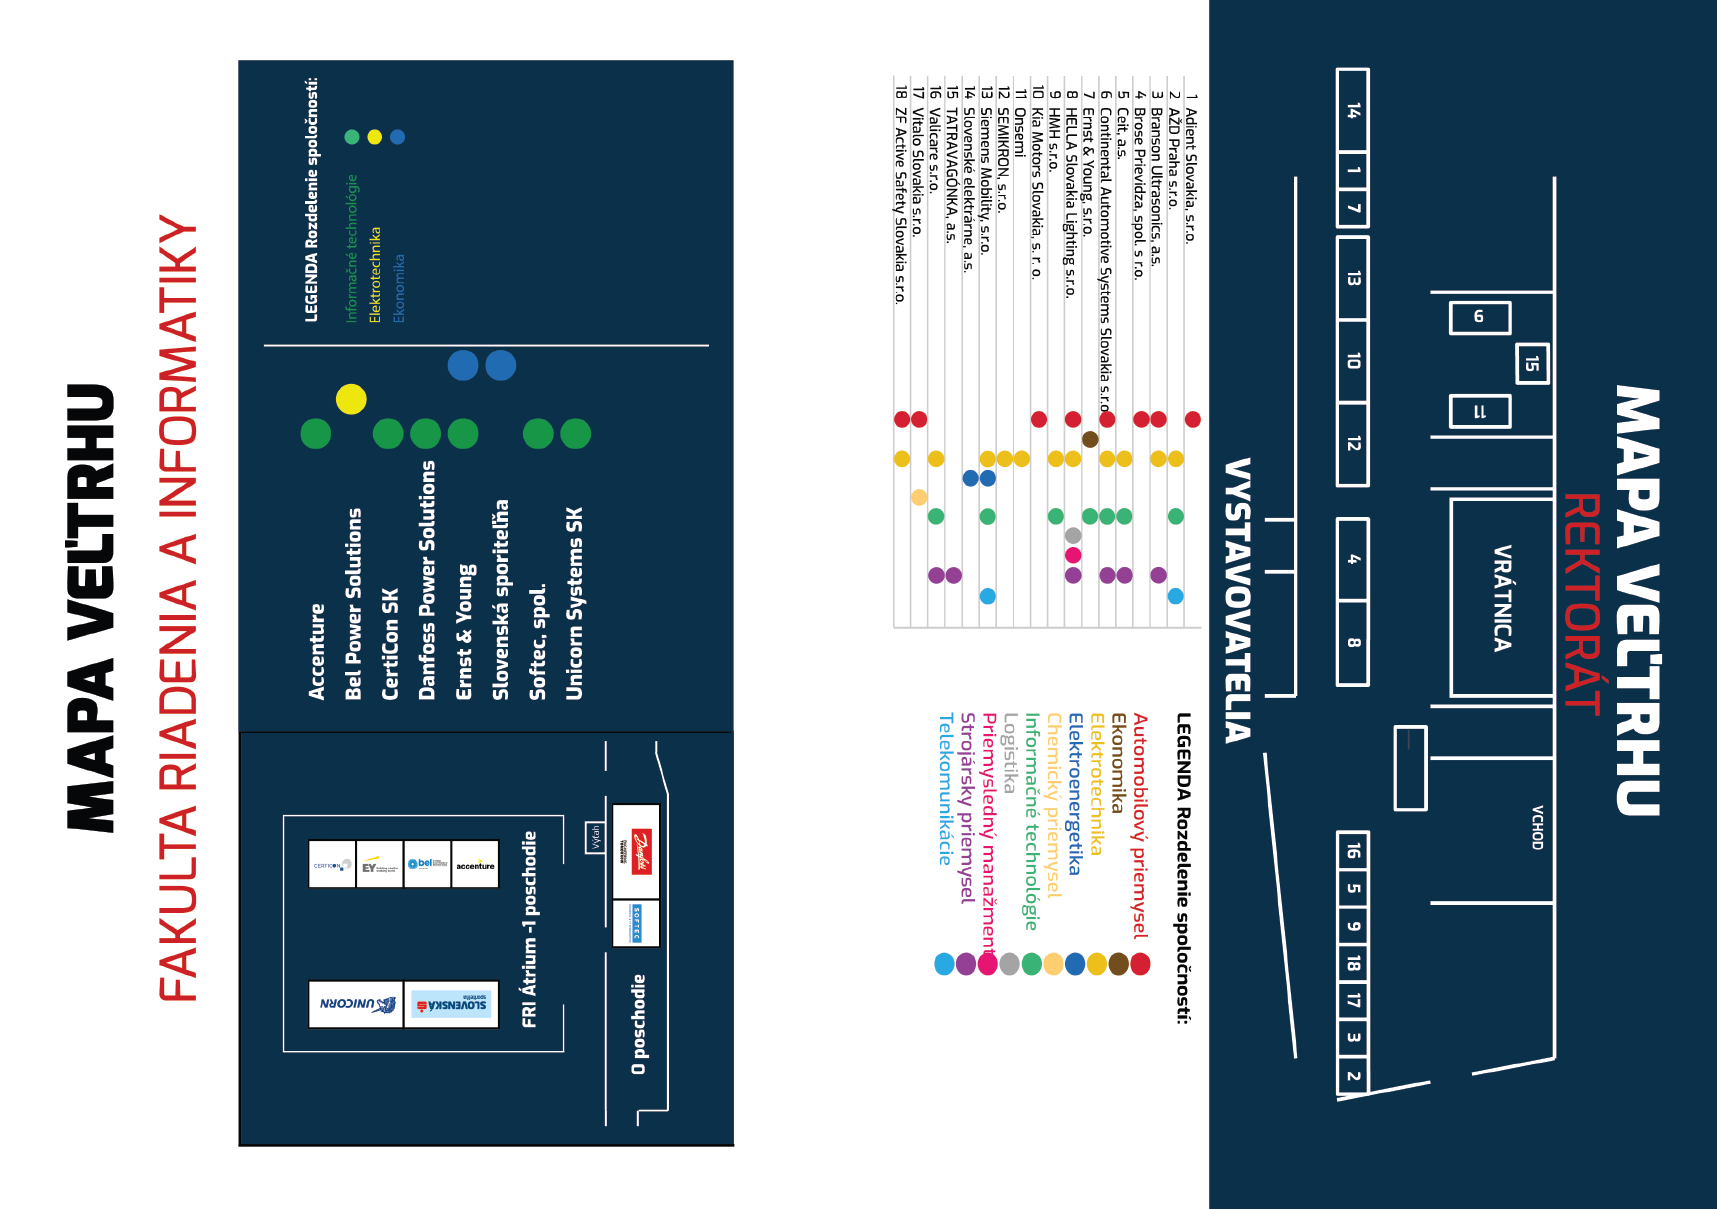 MAPA VEĽTRHU
FAKULTA RIADENIA A INFORMATIKY
LEGENDA Rozdelenie spoločností:
Informačné technológie
Elektrotechnika
Ekonomika
Accenture
Bel Power Solutions
CertiCon SK
Danfoss Power Solutions
Ernst & Young
Slovenská sporiteľňa
Softec, spol.
Unicorn Systems SK
CERTICON
EY
bel
accenture
UNICORN
SLOVENSKÁ
sporiteľňa
FRI Átrium -1 poschodie
Výťah
Danfoss
SOFTEC
0 poschodie
MAPA VEĽTRHU
REKTORÁT
14
1
7
13
10
12
4
8
16
5
9
18
17
3
2
6
15
11
VRÁTNICA
VCHOD
VYSTAVOVATELIA
1 Adient Slovakia, s.r.o.
2 AŽD Praha s.r.o.
3 Branson Ultrasonics, a.s.
4 Brose Prievidza, spol. s r.o.
5 Ceit, a.s.
6 Continental Automotive Systems Slovakia s.r.o.
7 Ernst & Young, s.r.o.
8 HELLA Slovakia Lighting s.r.o.
9 HMH s.r.o.
10 Kia Motors Slovakia, s. r. o.
11 Onsemi
12 SEMIKRON, s.r.o.
13 Siemens Mobility, s.r.o.
14 Slovenské elektrárne, a.s.
15 TATRAVAGÓNKA, a.s.
16 Valicare s.r.o.
17 Vitalo Slovakia s.r.o.
18 ZF Active Safety Slovakia s.r.o.
LEGENDA Rozdelenie spoločností:
Automobilový priemysel
Ekonomika
Elektrotechnika
Elektroenergetika
Chemický priemysel
Informačné technológie
Logistika
Priemysledný manažment
Strojársky priemysel
Telekomunikácie